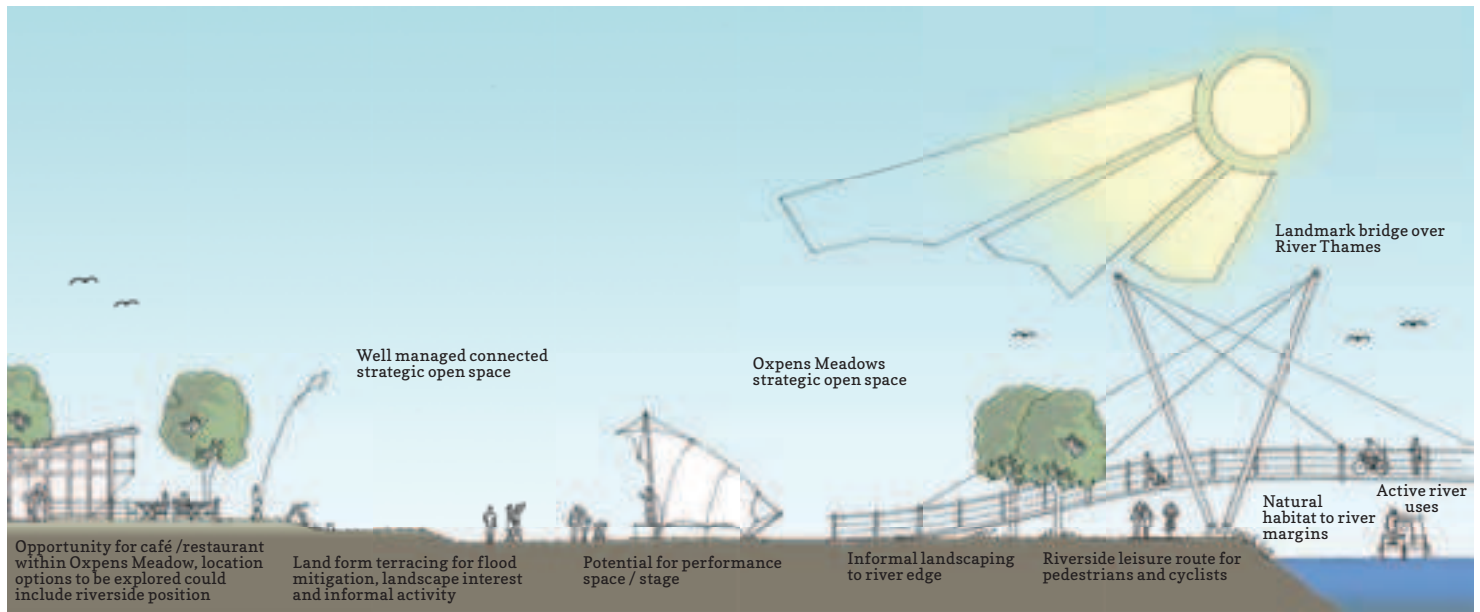 Landmark bridge over
River Thames
Well managed connected
strategic open space
Oxpens Meadows
strategic open space
Active river
uses
Natural
habitat to river
margins
Opportunity for café /restaurant
within Oxpens Meadow, location
options to be explored could
include riverside position
Land form terracing for flood
mitigation, landscape interest
and informal activity
Potential for performance
space / stage
Informal landscaping
to river edge
Riverside leisure route for
pedestrians and cyclists